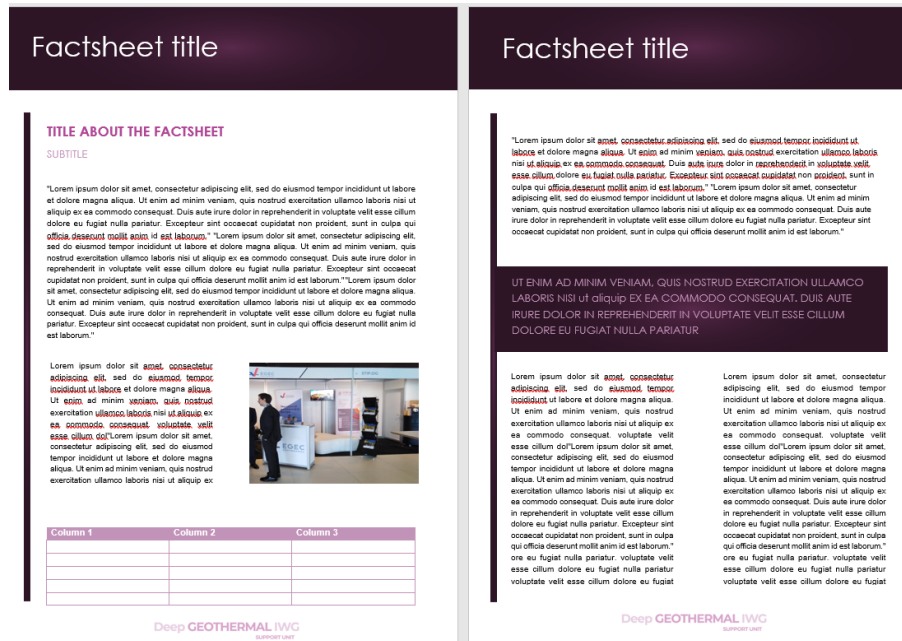 Factsheet title
TITLE ABOUT THE FACTSHEET
SUBTITLE
"Lorem ipsum dolor sit amet, consectetur adipiscing elit, sed do eiusmod tempor incididunt ut labore
et dolore magna aliqua. Ut enim ad minim veniam, quis nostrud exercitation ullamco laboris nisi ut
aliquip ex ea commodo consequat. Duis aute irure dolor in reprehenderit in voluptate velit esse cillum
dolore eu fugiat nulla pariatur. Excepteur sint occaecat cupidatat non proident, sunt in culpa qui
officia deserunt mollit anim id est laborum." "Lorem ipsum dolor sit amet, consectetur adipiscing elit,
sed do eiusmod tempor incididunt ut labore et dolore magna aliqua. Ut enim ad minim veniam, quis
nostrud exercitation ullamco laboris nisi ut aliquip ex ea commodo consequat. Duis aute irure dolor in
reprehenderit in voluptate velit esse cillum dolore eu fugiat nulla pariatur. Excepteur sint occaecat
cupidatat non proident, sunt in culpa qui officia deserunt mollit anim id est laborum.""Lorem ipsum dolor
sit amet, consectetur adipiscing elit, sed do eiusmod tempor incididunt ut labore et dolore magna aliqua.
Ut enim ad minim veniam, quis nostrud exercitation ullamco laboris nisi ut aliquip ex ea commodo
consequat. Duis aute irure dolor in reprehenderit in voluptate velit esse cillum dolore eu fugiat nulla
pariatur. Excepteur sint occaecat cupidatat non proident, sunt in culpa qui officia deserunt mollit anim id
est laborum."
Lorem ipsum dolor sit amet, consectetur
adipiscing elit, sed do eiusmod tempor
incididunt ut labore et dolore magna aliqua.
Ut enim ad minim veniam, quis nostrud
exercitation ullamco laboris nisi ut aliquip ex
ea commodo consequat. voluptate velit
esse cillum dol"Lorem ipsum dolor sit amet,
consectetur adipiscing elit, sed do eiusmod
tempor incididunt ut labore et dolore magna
aliqua. Ut enim ad minim veniam, quis nostrud
exercitation ullamco laboris nisi ut aliquip ex
EGEC
Column 1 Column 2 Column 3
Deep GEOTHERMAL IWG
SUPPORT UNIT
Factsheet title
"Lorem ipsum dolor sit amet, consectetur adipiscing elit, sed do eiusmod tempor incididunt ut
labore et dolore magna aliqua. Ut enim ad minim veniam, quis nostrud exercitation ullamco laboris
nisi ut aliquip ex ea commodo consequat. Duis aute irure dolor in reprehenderit in voluptate velit
esse cillum dolore eu fugiat nulla pariatur. Excepteur sint occaecat cupidatat non proident, sunt in
culpa qui officia deserunt mollit anim id est laborum." "Lorem ipsum dolor sit amet, consectetur
adipiscing elit, sed do eiusmod tempor incididunt ut labore et dolore magna aliqua. Ut enim ad minim
veniam, quis nostrud exercitation ullamco laboris nisi ut aliquip ex ea commodo consequat. Duis aute
irure dolor in reprehenderit in voluptate velit esse cillum dolore eu fugiat nulla pariatur. Excepteur sint
occaecat cupidatat non proident, sunt in culpa qui officia deserunt mollit anim id est laborum."
UT ENIM AD MINIM VENIAM, QUIS NOSTRUD EXERCITATION ULLAMCO
LABORIS NISI UT aliquip EX EA COMMODO CONSEQUAT. DUIS AUTE
IRURE DOLOR IN REPREHENDERIT IN VOLUPTATE VELIT ESSE CILLUM
DOLORE EU FUGIAT NULLA PARIATUR
Lorem ipsum dolor sit amet, consectetur
adipiscing elit, sed do eiusmod tempor
incididunt ut labore et dolore magna aliqua.
Ut enim ad minim veniam, quis nostrud
exercitation ullamco laboris nisi ut aliquip ex
ea commodo consequat. voluptate velit
esse cillum dol"Lorem ipsum dolor sit amet,
consectetur adipiscing elit, sed do eiusmod
tempor incididunt ut labore et dolore magna
aliqua. Ut enim ad minim veniam, quis nostrud
exercitation ullamco laboris nisi ut aliquip ex
ea commodo consequat. Duis aute irure dolor
in reprehenderit in voluptate velit esse cillum
dolore eu fugiat nulla pariatur. Excepteur sint
occaecat cupidatat non proident, sunt in culpa
qui officia deserunt mollit anim id est laborum."
ore eu fugiat nulla pariatur. voluptate velit
esse cillum dolore eu fugiat nulla pariatur.
voluptate velit esse cillum dolore eu fugiat
Lorem ipsum dolor sit amet, consectetur
adipiscing elit, sed do eiusmod tempor
incididunt ut labore et dolore magna aliqua.
Ut enim ad minim veniam, quis nostrud
exercitation ullamco laboris nisi ut aliquip ex
ea commodo consequat. voluptate velit
esse cillum dol"Lorem ipsum dolor sit amet,
consectetur adipiscing elit, sed do eiusmod
tempor incididunt ut labore et dolore magna
aliqua. Ut enim ad minim veniam, quis nostrud
exercitation ullamco laboris nisi ut aliquip ex
ea commodo consequat. Duis aute irure dolor
in reprehenderit in voluptate velit esse cillum
dolore eu fugiat nulla pariatur. Excepteur sint
occaecat cupidatat non proident, sunt in culpa
qui officia deserunt mollit anim id est laborum."
ore eu fugiat nulla pariatur. voluptate velit
esse cillum dolore eu fugiat nulla pariatur.
voluptate velit esse cillum dolore eu fugiat
Deep GEOTHERMAL IWG
SUPPORT UNIT